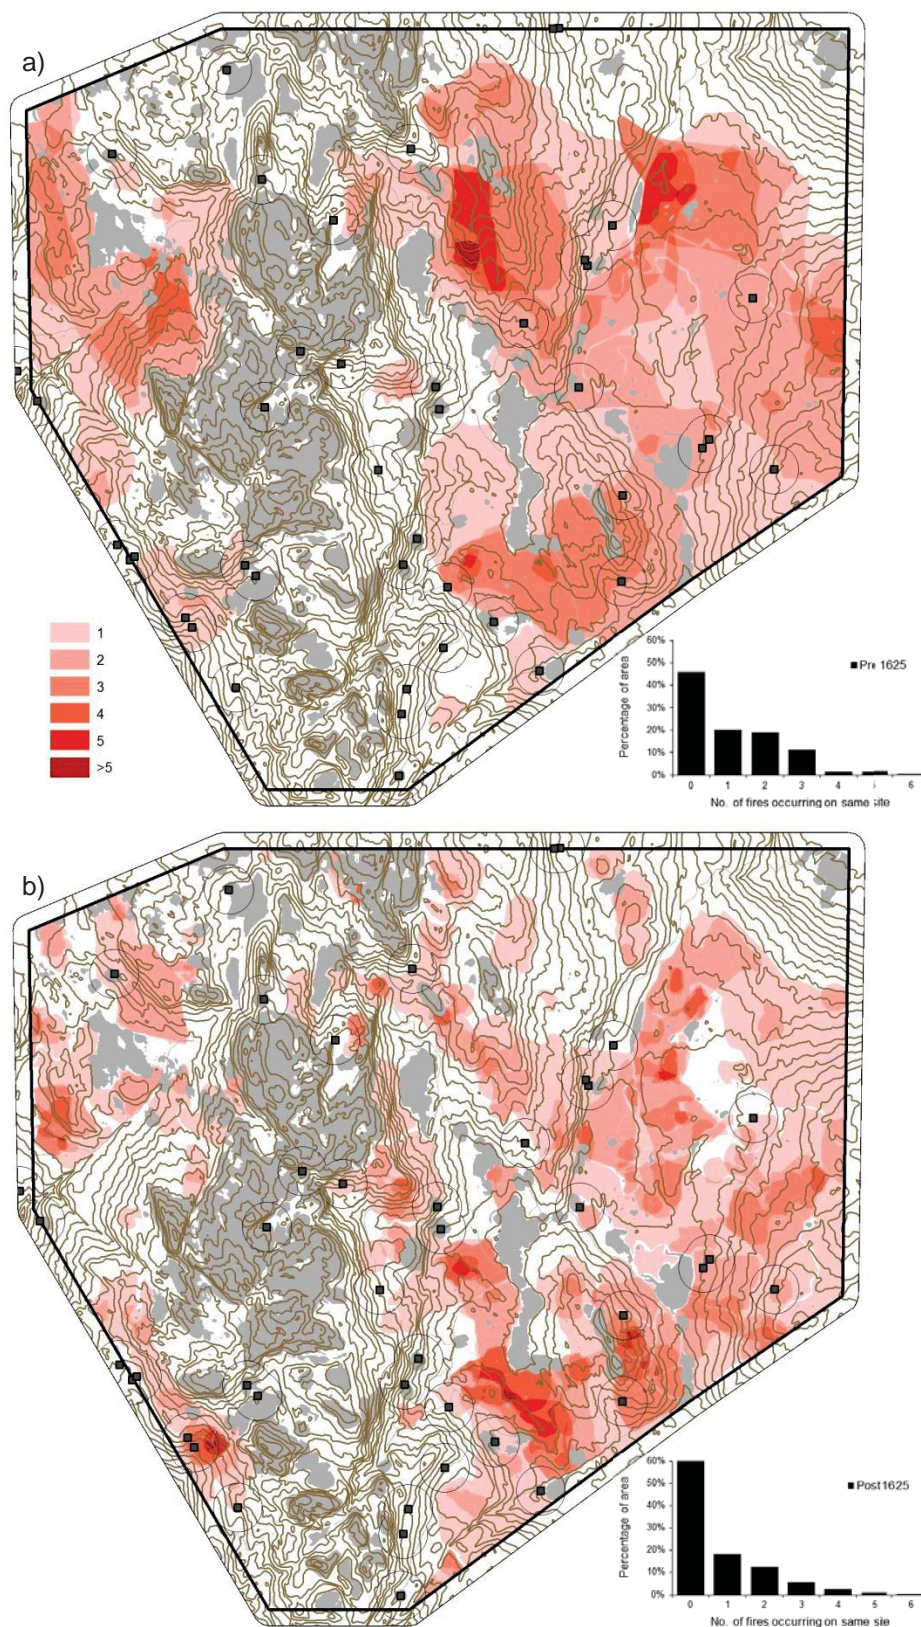 a)
1
2
3
4
5
>5
60%
50%
40%
30%
20%
10%
0%
Percentage of area
Pre 1625
0 1 2 3 4 5 6
No. of fires occurring on same site
b)
60%
50%
40%
30%
20%
10%
0%
Percentage of area
Post 1625
0 1 2 3 4 5 6
No. of fires occurring on same site